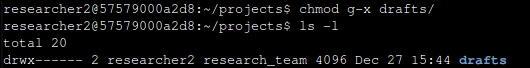 researcher2@57579000a2d8:~/projects$ chmod g-x drafts/
researcher2@57579000a2d8:~/projects$ ls -l
total 20
drwx------ 2 researcher2 research_team 4096 Dec 27 15:44 drafts